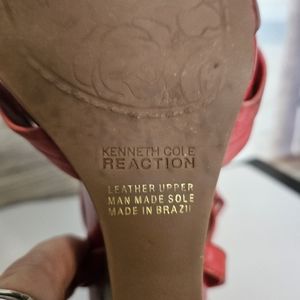 KENNETH COLE
REACTION
LEATHER UPPER
MAN MADE SOLE
MADE IN BRAZIL